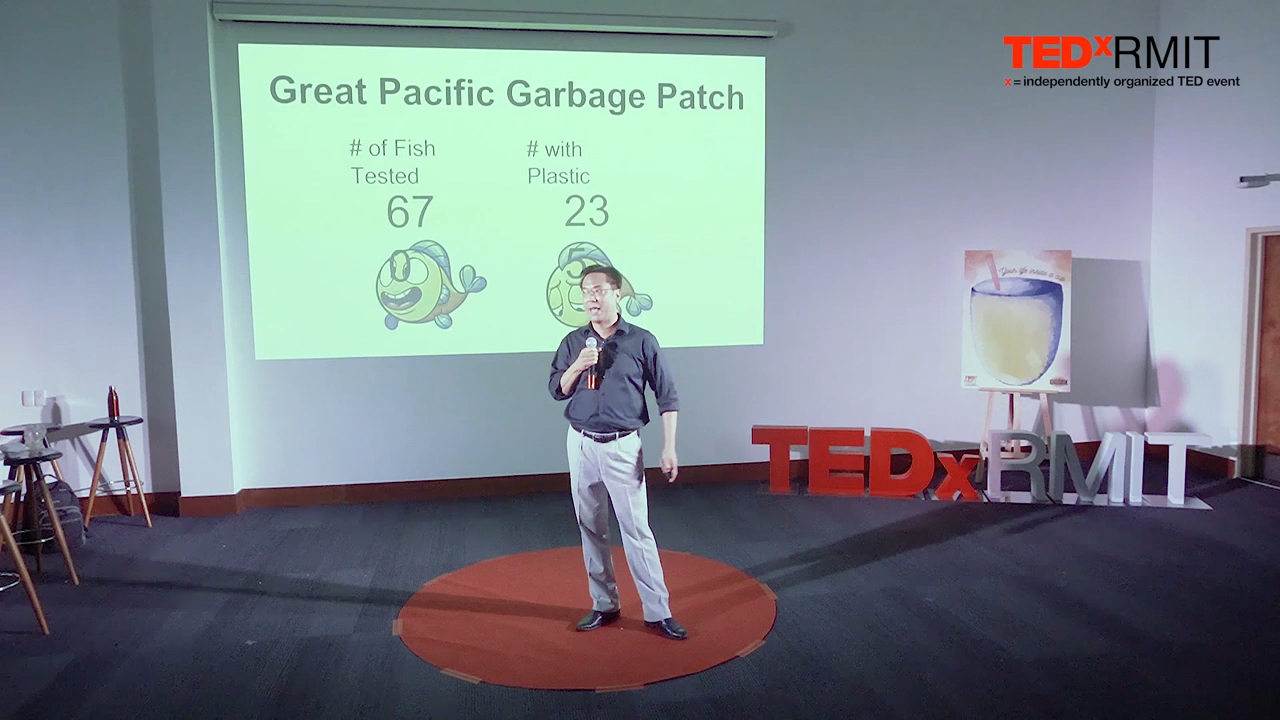 TEDxRMIT
x = independently organized TED event
Great Pacific Garbage Patch
# of Fish
Tested
67
# with
Plastic
23
TEDxRMIT